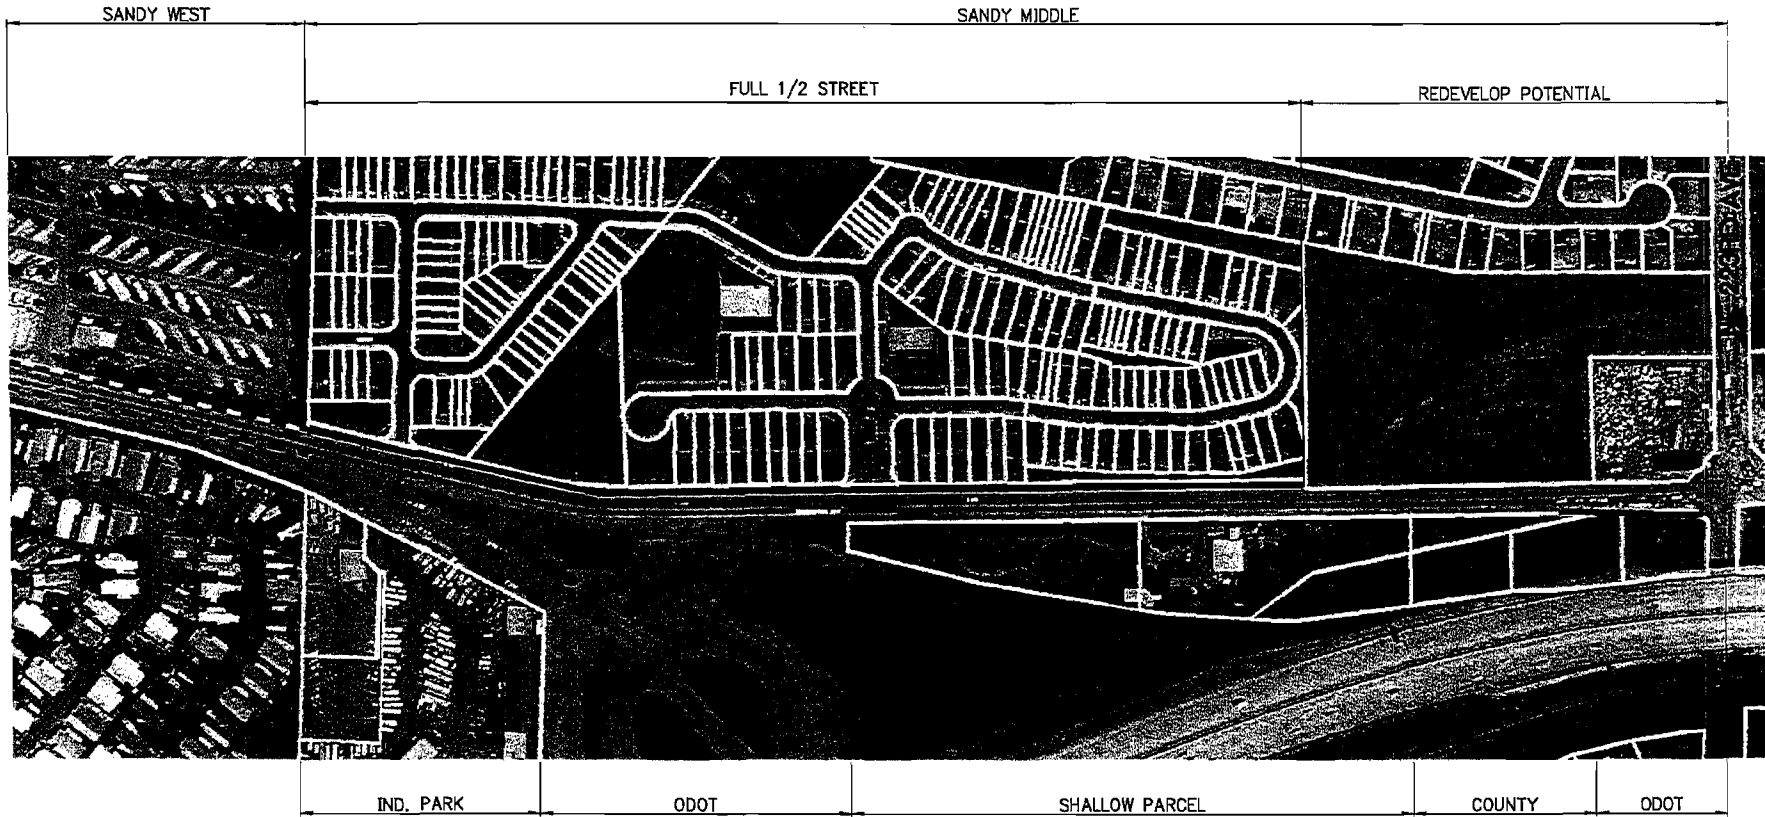 SANDY WEST
SANDY MIDDLE
FULL 1/2 STREET
REDEVELOP POTENTIAL
IND. PARK
ODOT
SHALLOW PARCEL
COUNTY
ODOT